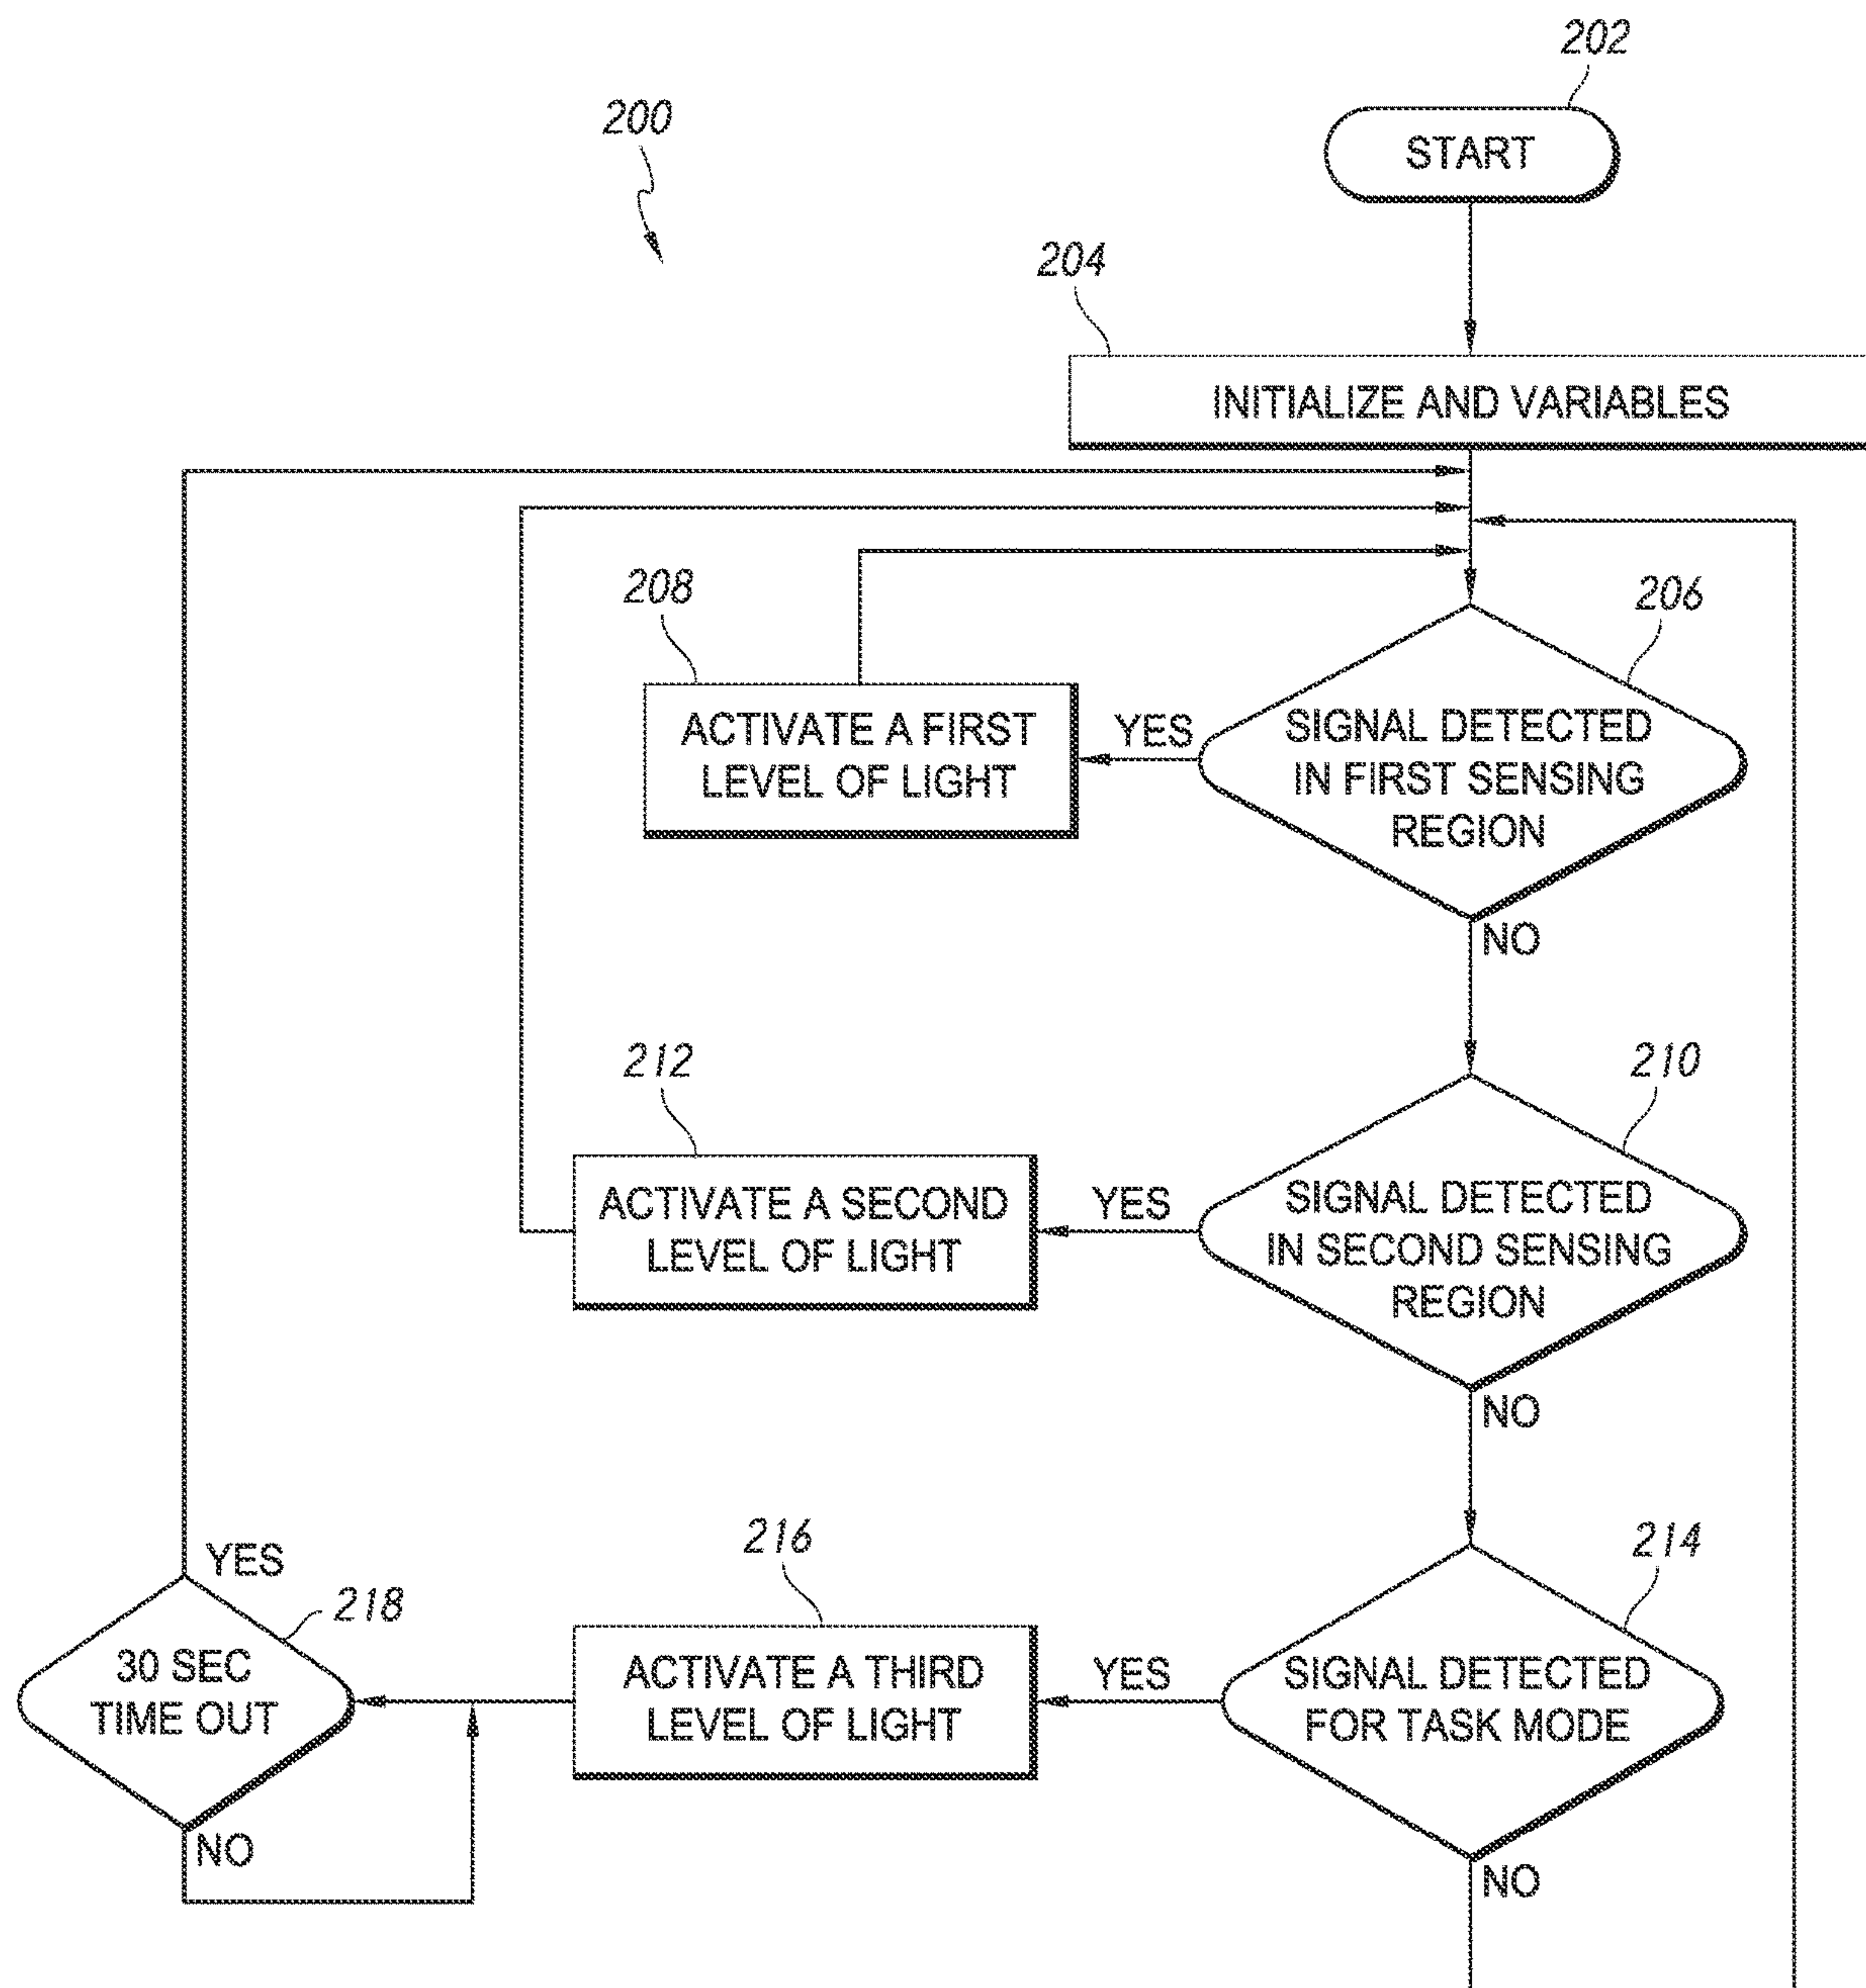 202
200
START
204
INITIALIZE AND VARIABLES
208
206
ACTIVATE A FIRST
LEVEL OF LIGHT
YES
SIGNAL DETECTED
IN FIRST SENSING
REGION
NO
212
210
ACTIVATE A SECOND
LEVEL OF LIGHT
YES
SIGNAL DETECTED
IN SECOND SENSING
REGION
NO
216
214
YES
218
30 SEC
TIME OUT
ACTIVATE A THIRD
LEVEL OF LIGHT
YES
SIGNAL DETECTED
FOR TASK MODE
NO
NO